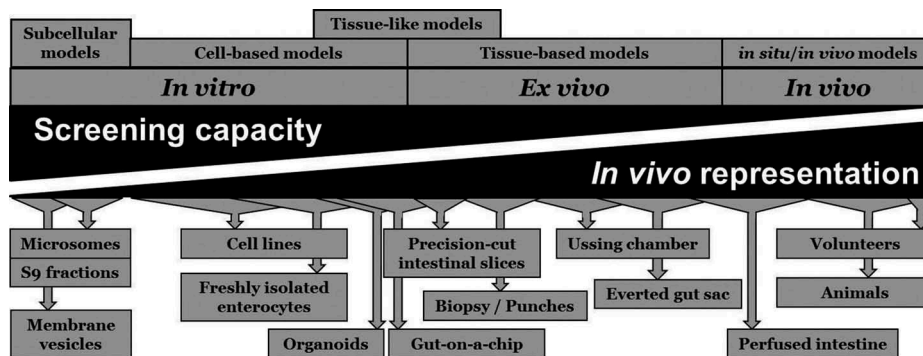 Tissue-like models
Subcellular
models
Cell-based models
Tissue-based models
in situ/in vivo models
In vitro
Ex vivo
In vivo
Screening capacity
In vivo representation
Microsomes
S9 fractions
Membrane
vesicles
Cell lines
Freshly isolated
enterocytes
Organoids
Gut-on-a-chip
Precision-cut
intestinal slices
Biopsy / Punches
Ussing chamber
Everted gut sac
Perfused intestine
Volunteers
Animals